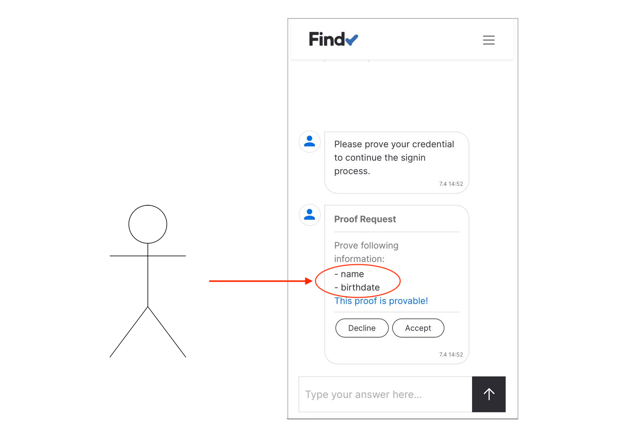 Find
Please prove your credential
to continue the signin
process.
7.4 14:52
Proof Request
Prove following
information:
- name
- birthdate
This proof is provable!
Decline
Accept
7.4 14:52
Type your answer here...